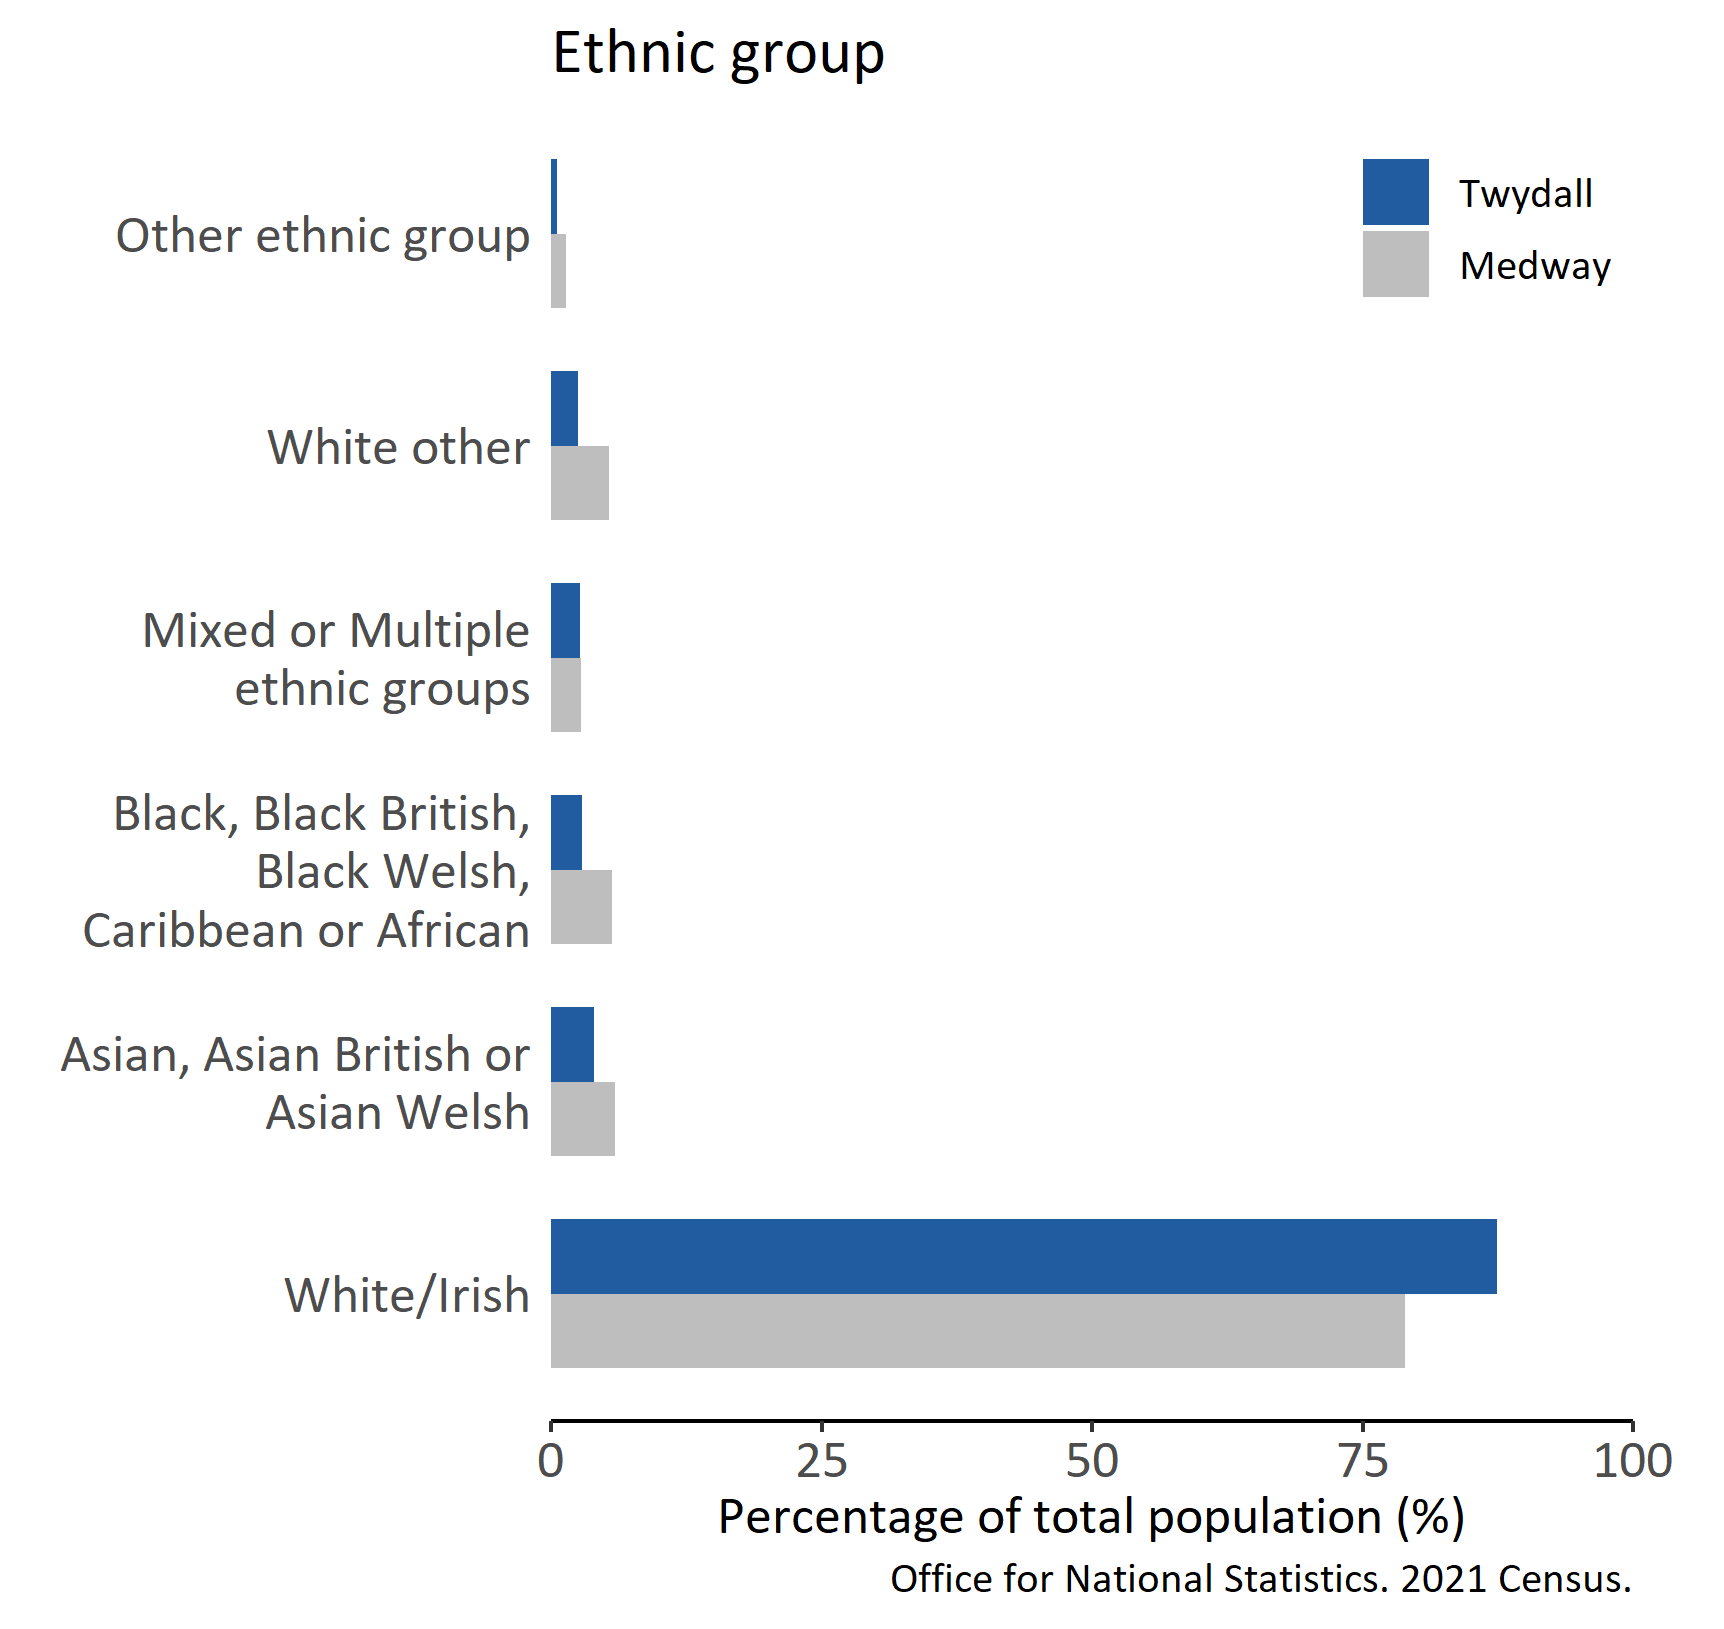 Ethnic group
Twydall
Medway
Other ethnic group
White other
Mixed or Multiple
ethnic groups
Black, Black British,
Black Welsh,
Caribbean or African
Asian, Asian British or
Asian Welsh
White/Irish
0 25 50 75 100
Percentage of total population (%)
Office for National Statistics. 2021 Census.